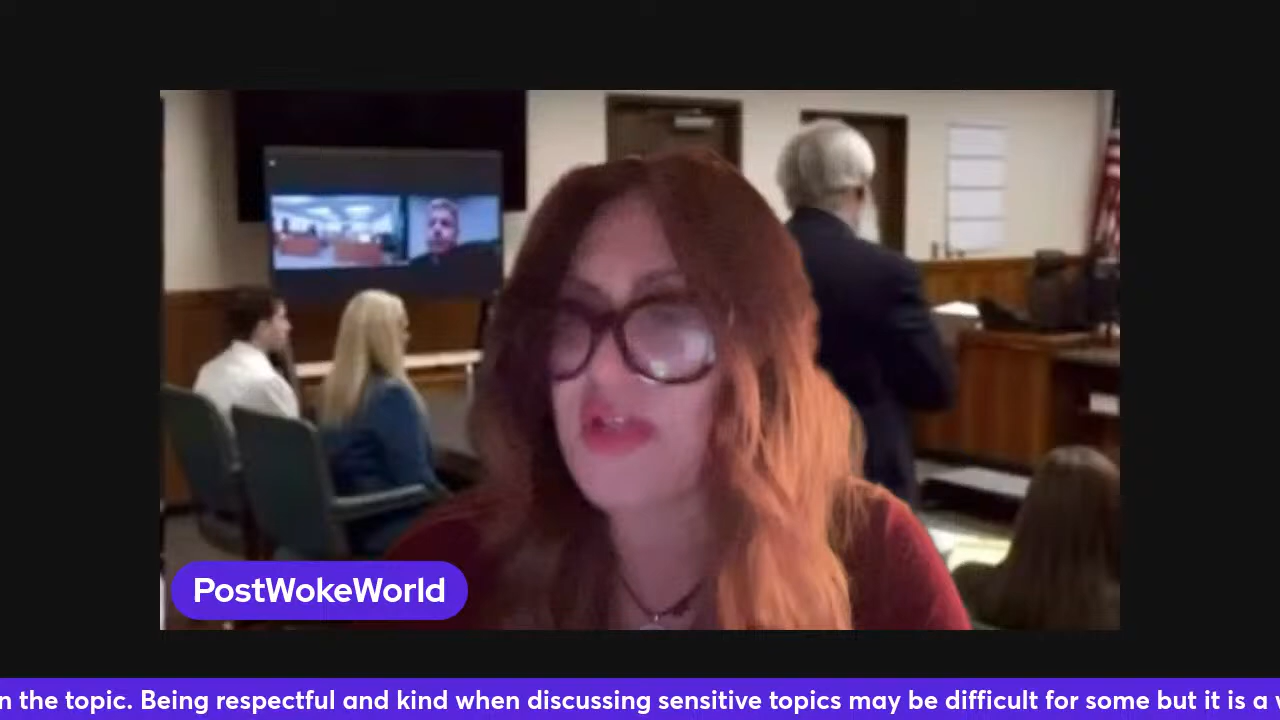 PostWokeWorld
n the topic. Being respectful and kind when discussing sensitive topics may be difficult for some but it is a